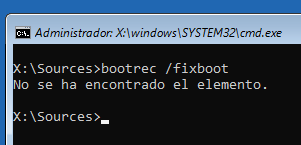 Administrador: X:\windows\SYSTEM32\cmd.exe
X:\Sources>bootrec /fixboot
No se ha encontrado el elemento.
X:\Sources>